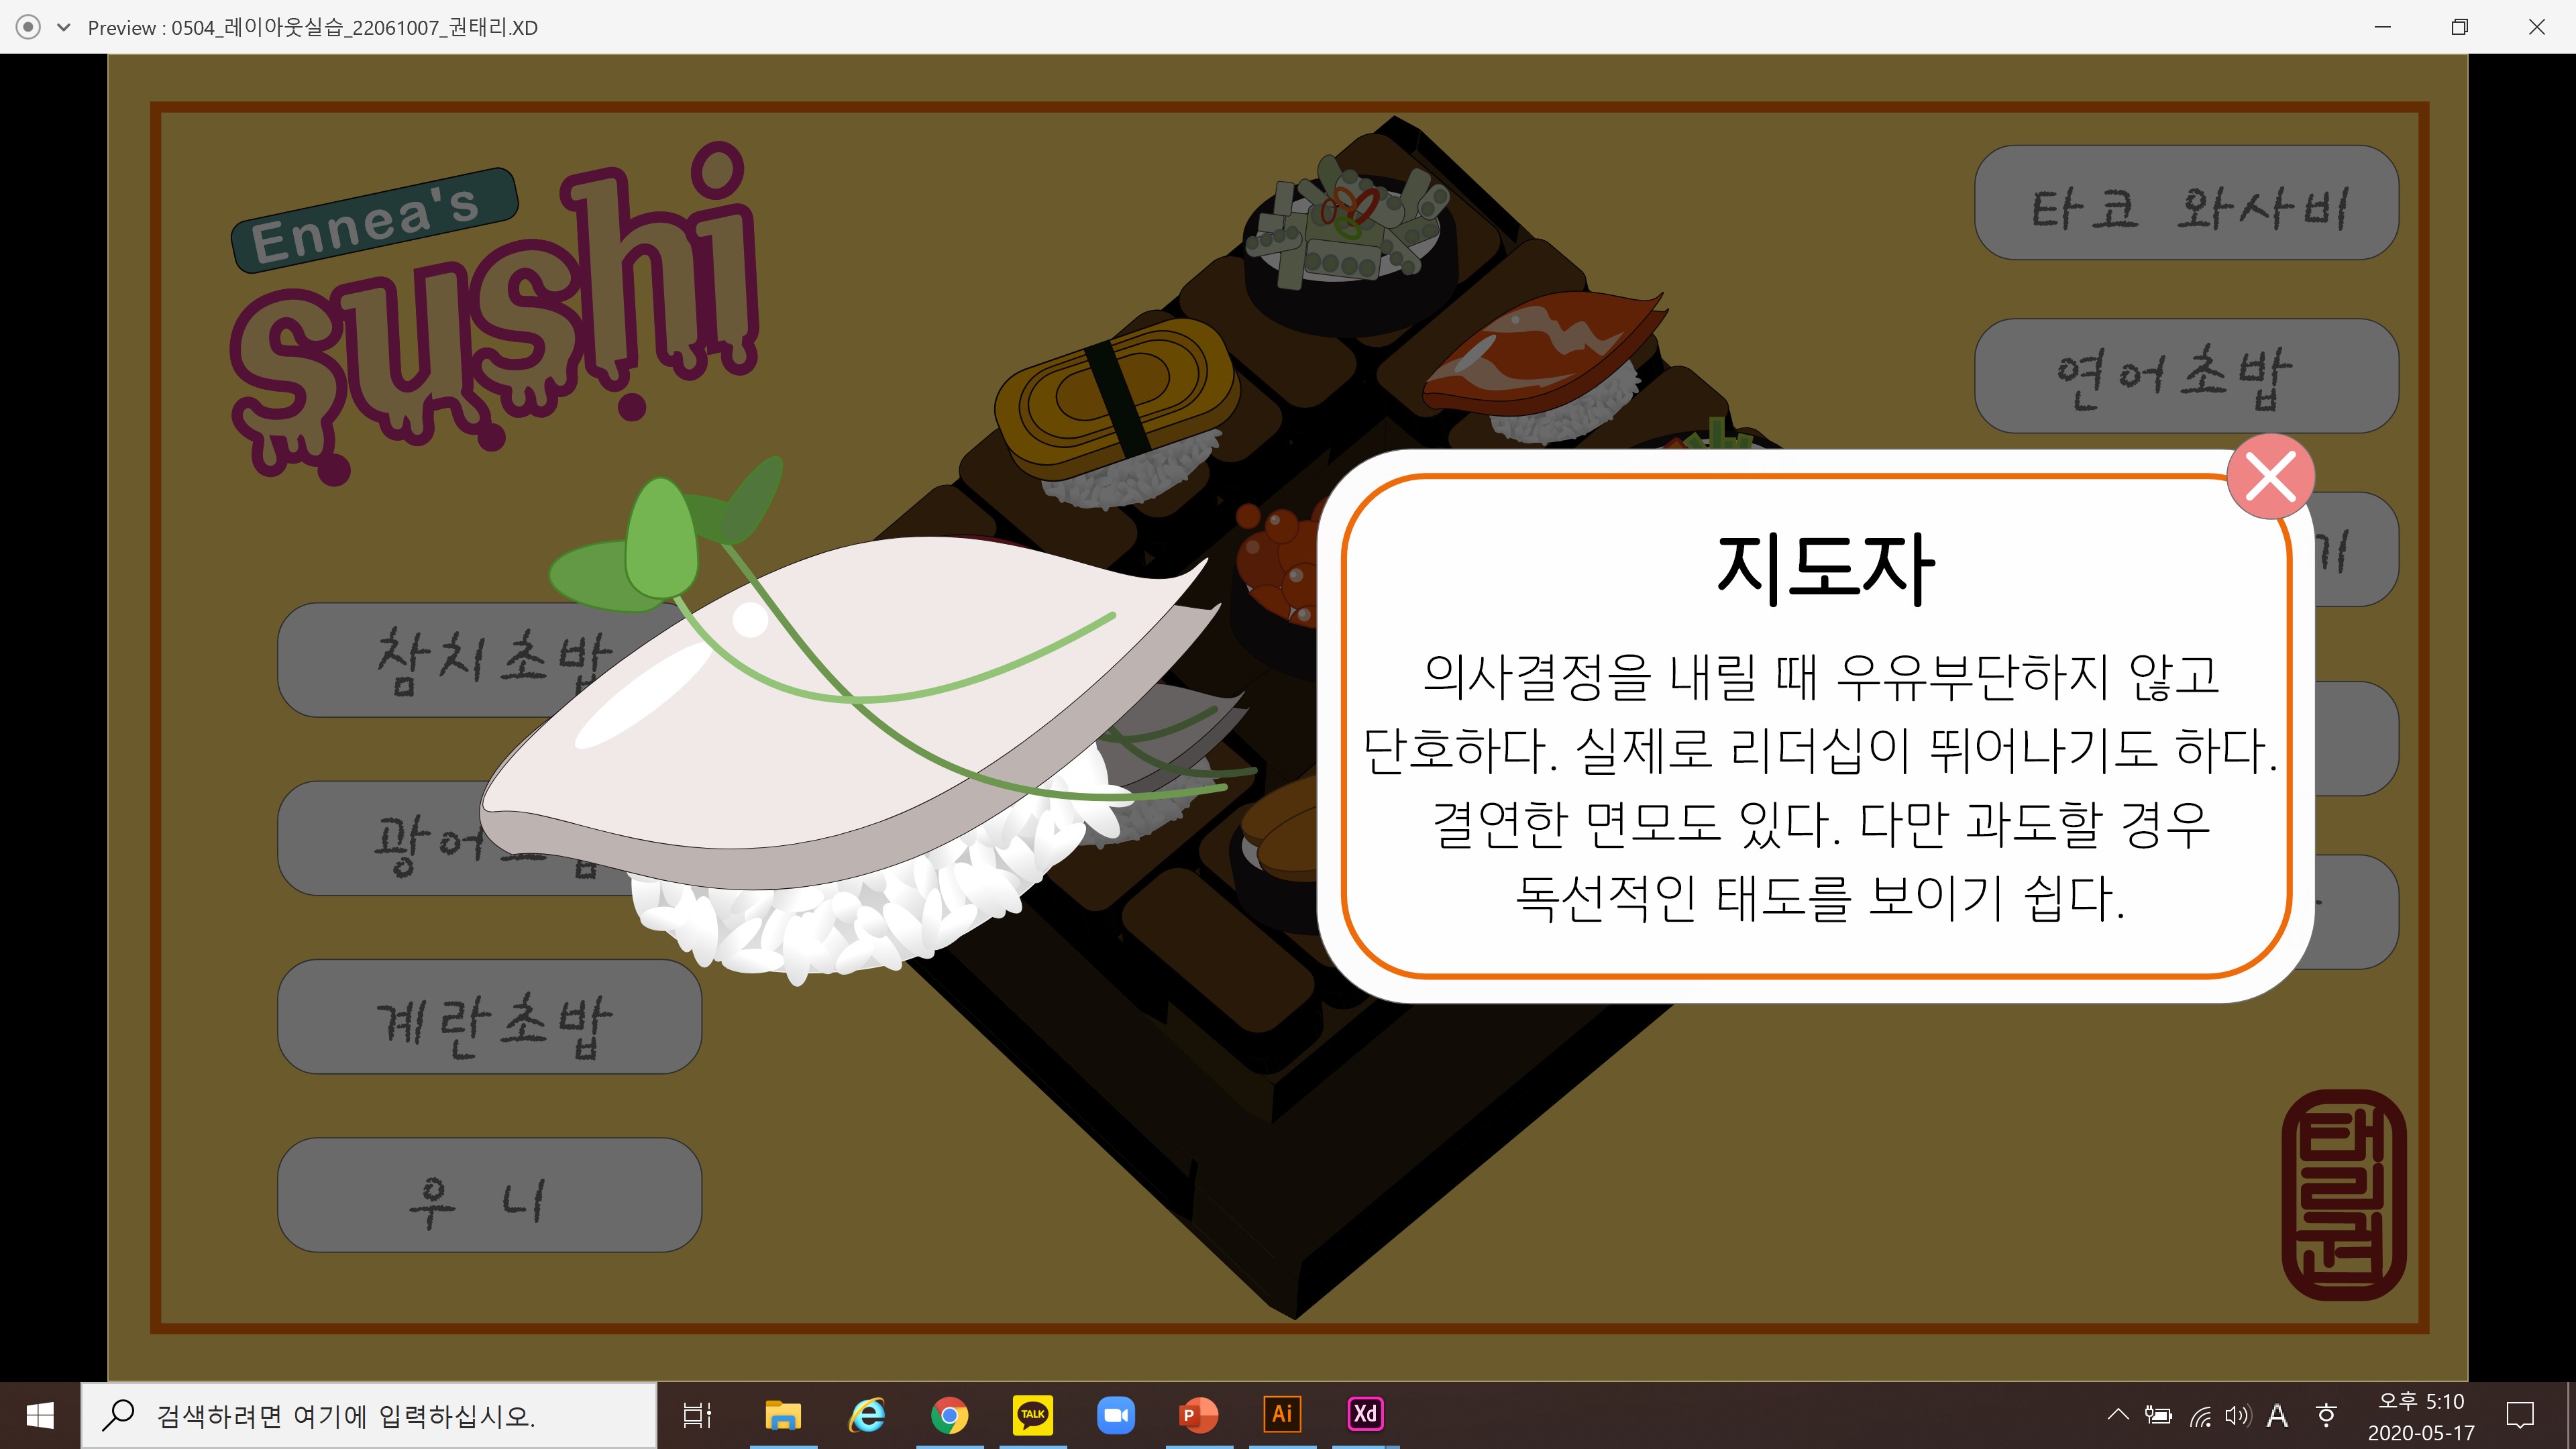 Preview : 0504_레이아웃실습_22061007_권태리.XD
Ennea's
sushi
타코 와사비
연어초밥
참치초밥
계란초밥
우 니
지도자
의사결정을 내릴 때 우유부단하지 않고
단호하다. 실제로 리더십이 뛰어나기도 하다.
결연한 면모도 있다. 다만 과도할 경우
독선적인 태도를 보이기 쉽다.
태리권
검색하려면 여기에 입력하십시오.
TALK
P
Ai
Xd
A
오후 5:10
2020-05-17